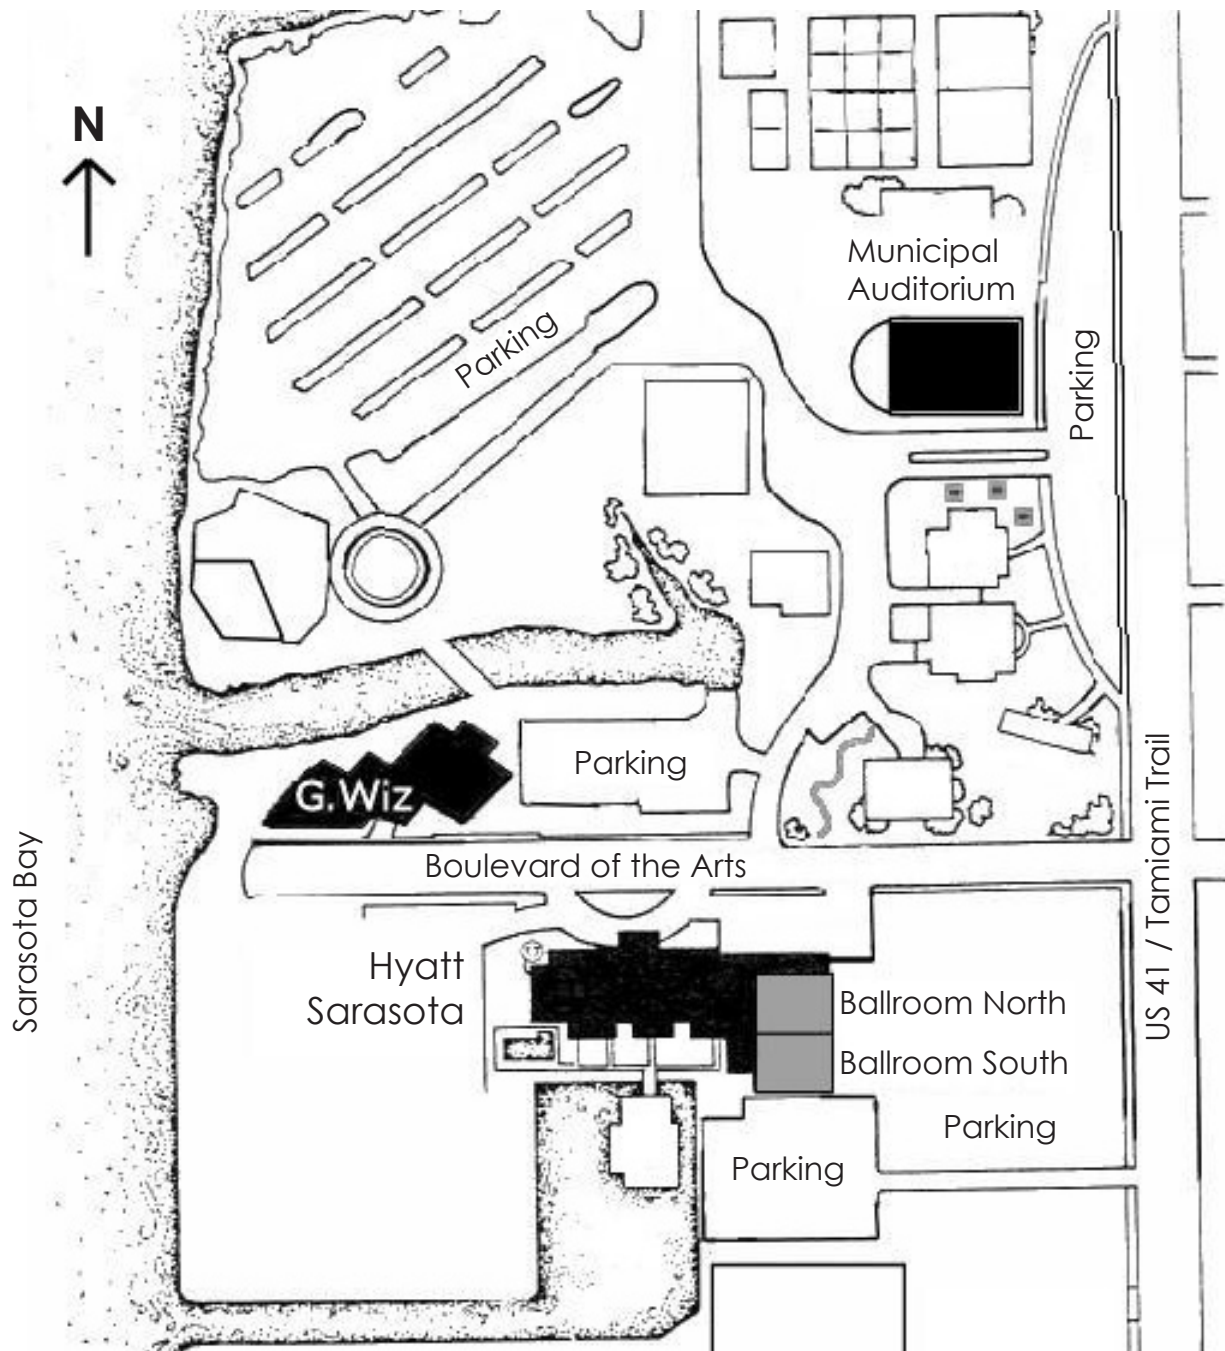 N
Municipal
Auditorium
Parking
Parking
G.Wiz
Parking
Boulevard of the Arts
Sarasota Bay
US 41 / Tamiami Trail
Hyatt
Sarasota
Ballroom North
Ballroom South
Parking
Parking